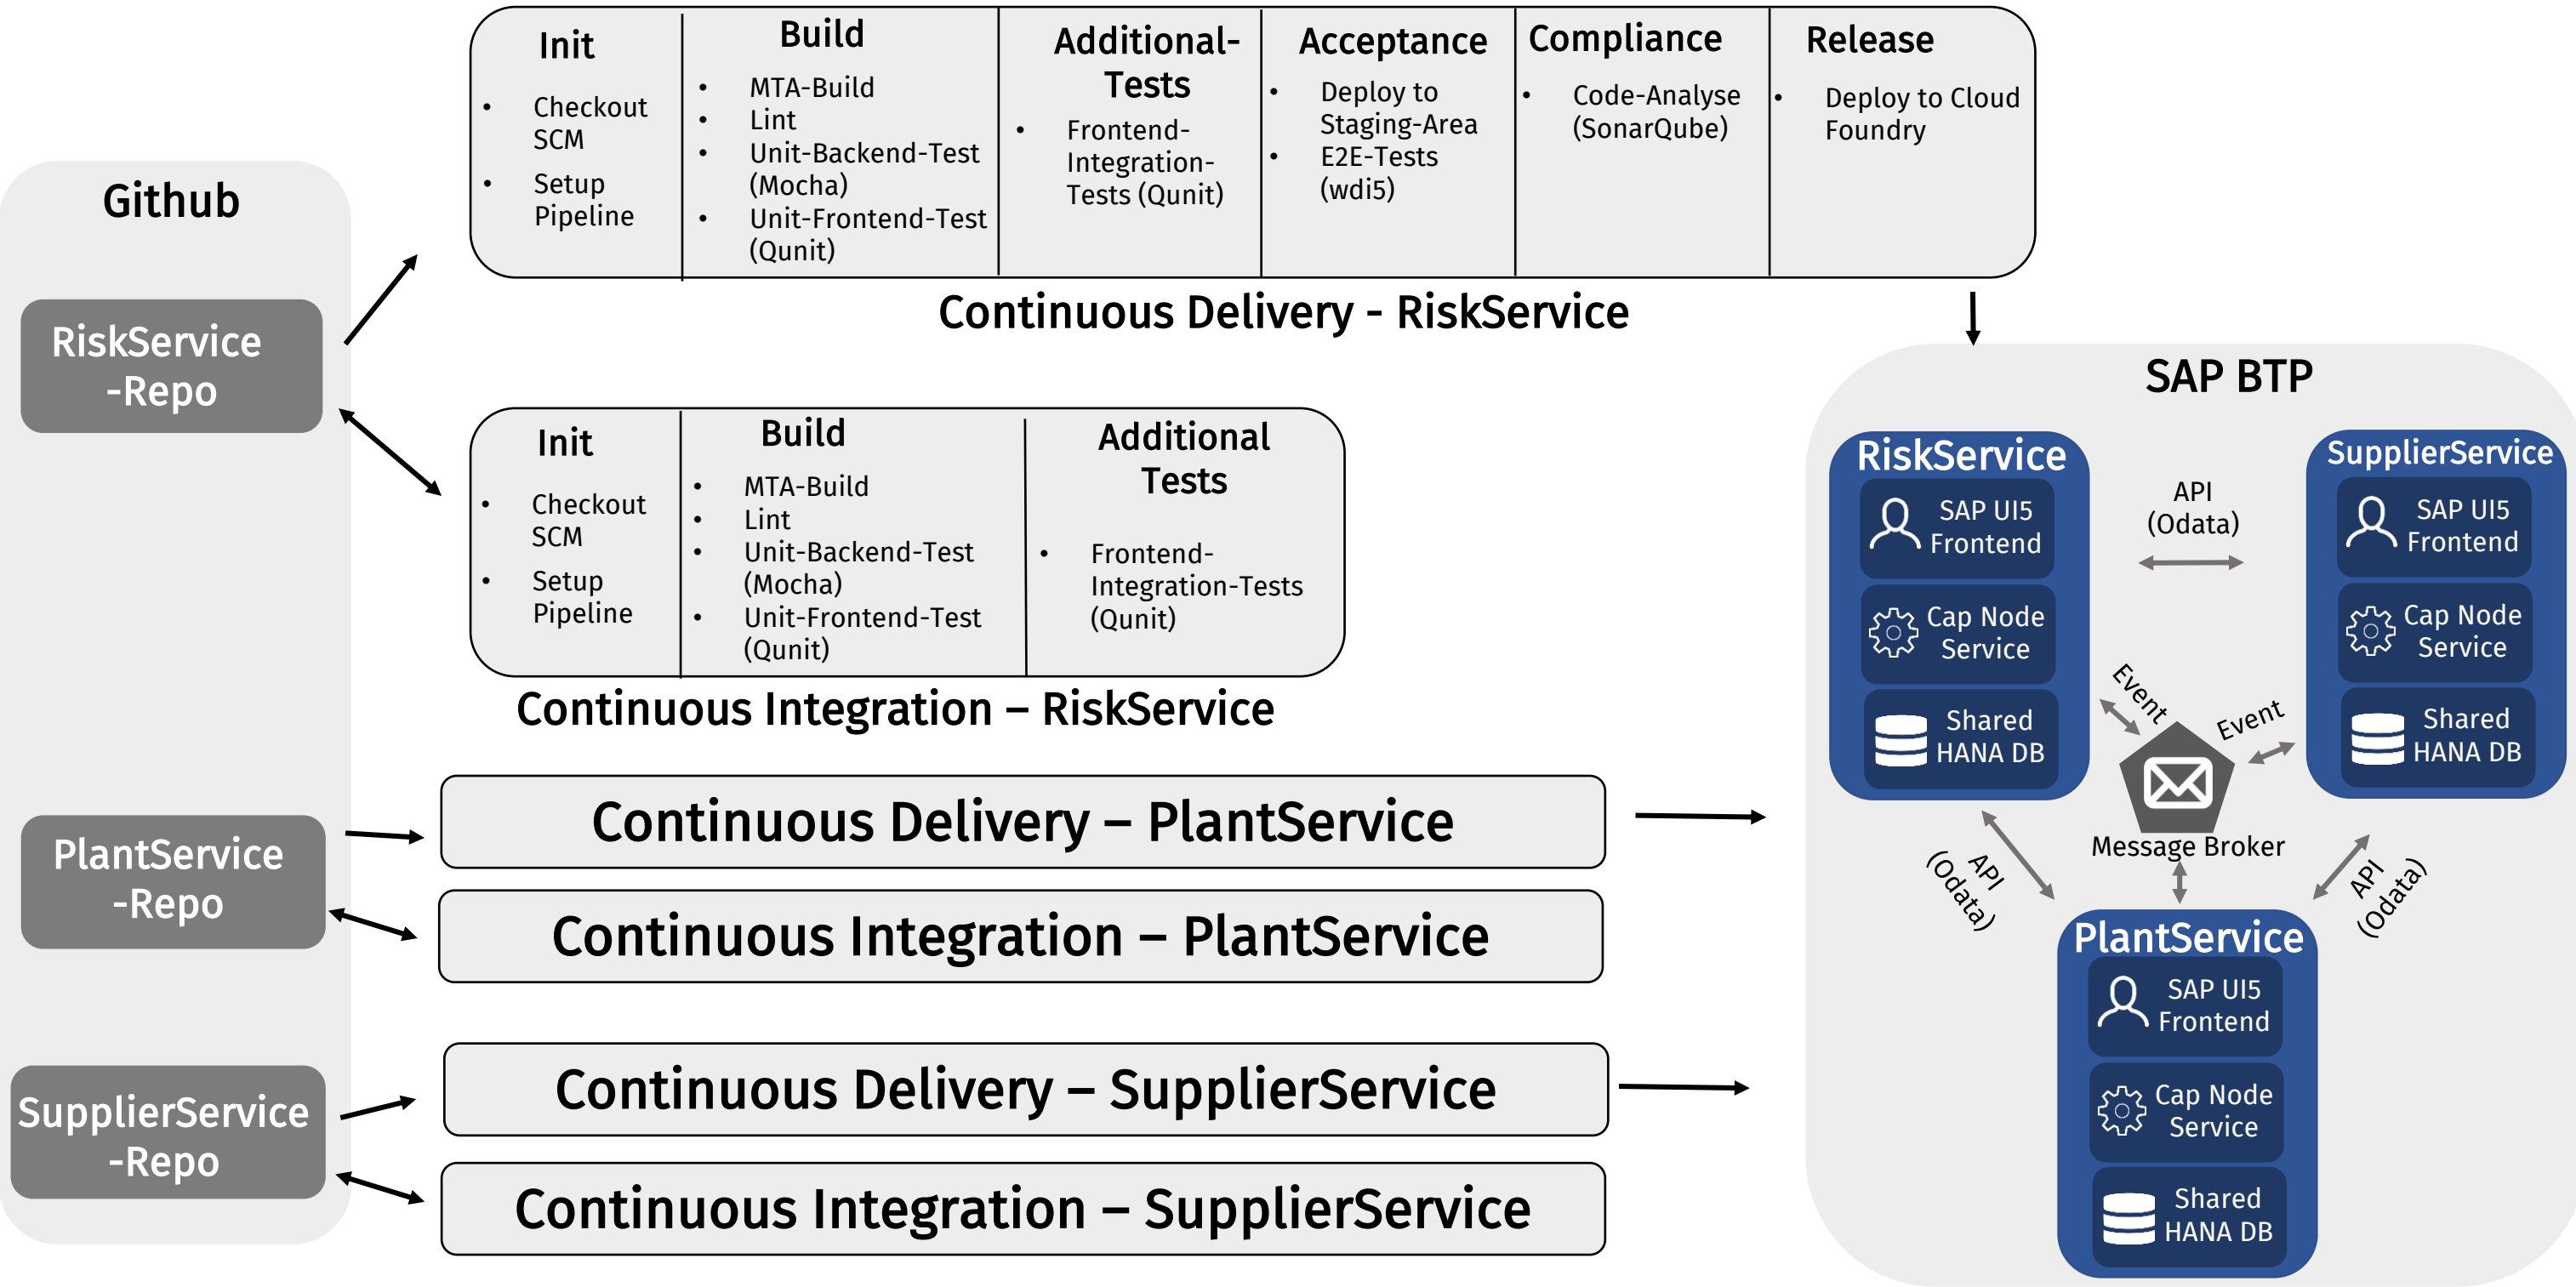 Github
RiskService
-Repo
PlantService
-Repo
SupplierService
-Repo
Init
• Checkout
SCM
• Setup
Pipeline
Build
• MTA-Build
• Lint
• Unit-Backend-Test
(Mocha)
• Unit-Frontend-Test
(Qunit)
Additional-
Tests
• Frontend-
Integration-
Tests (Qunit)
Acceptance
• Deploy to
Staging-Area
• E2E-Tests
(wdi5)
Compliance
• Code-Analyse
(SonarQube)
Release
• Deploy to Cloud
Foundry
Continuous Delivery - RiskService
Init
• Checkout
SCM
• Setup
Pipeline
Build
• MTA-Build
• Lint
• Unit-Backend-Test
(Mocha)
• Unit-Frontend-Test
(Qunit)
Additional
Tests
• Frontend-
Integration-Tests
(Qunit)
Continuous Integration – RiskService
Continuous Delivery – PlantService
Continuous Integration – PlantService
Continuous Delivery – SupplierService
Continuous Integration – SupplierService
SAP BTP
RiskService
SAP UI5
Frontend
Cap Node
Service
Shared
HANA DB
API
(Odata)
SupplierService
SAP UI5
Frontend
Cap Node
Service
Shared
HANA DB
Event
Event
Message Broker
API
(Odata)
API
(Odata)
PlantService
SAP UI5
Frontend
Cap Node
Service
Shared
HANA DB